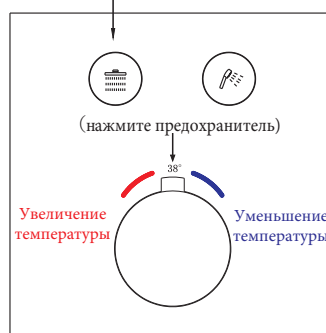 (нажмите предохранитель)
38°
Увеличение
температуры
Уменьшение
температуры